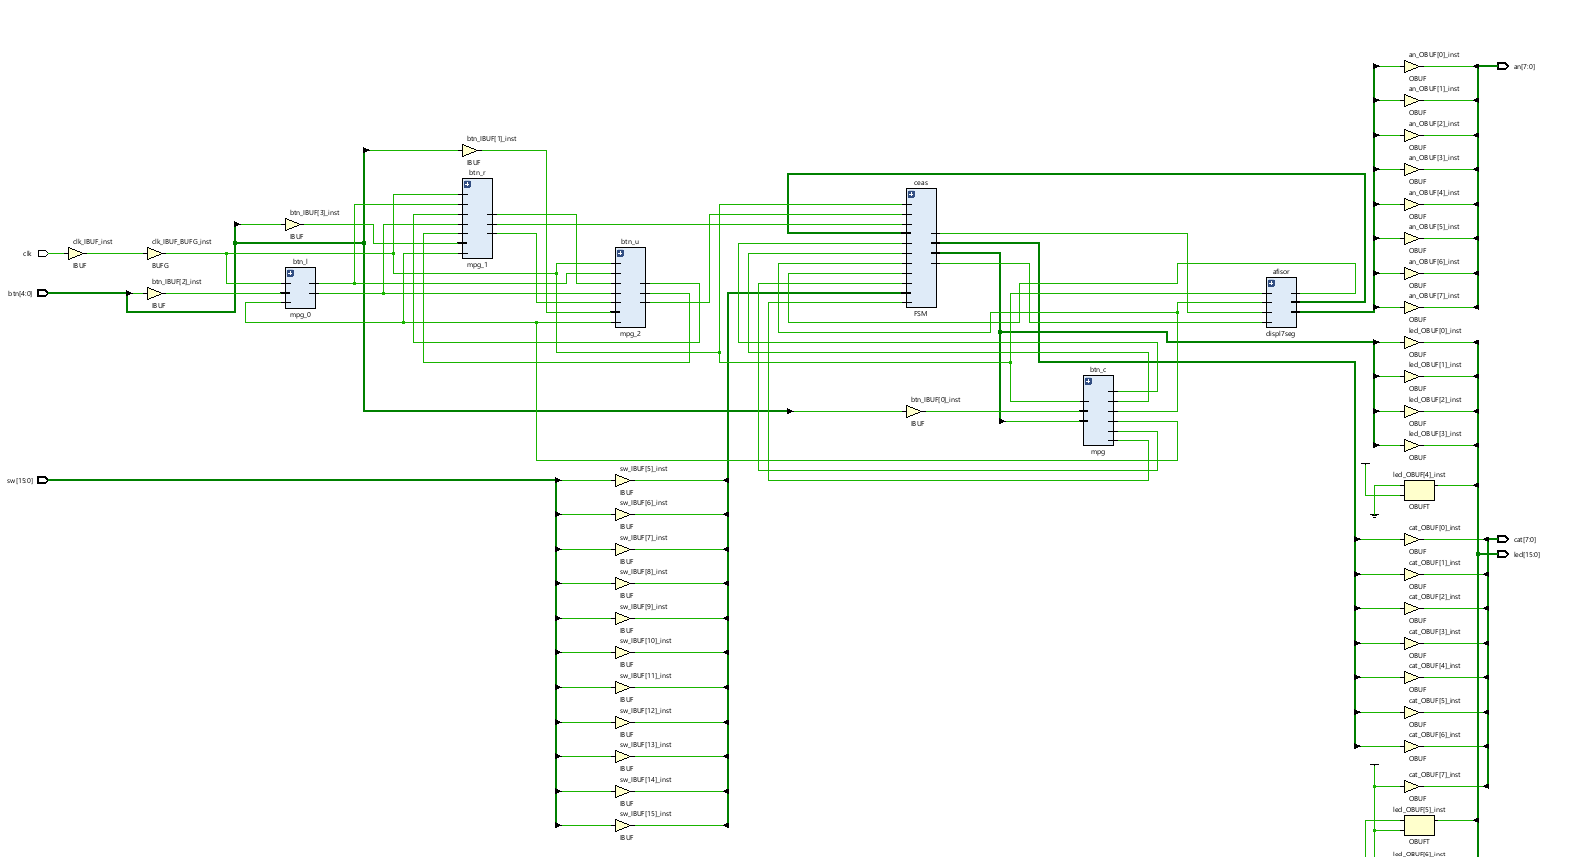 an_OBUF[0]_inst
OBUF
an[7:0]
an_OBUF[1]_inst
OBUF
an_OBUF[2]_inst
OBUF
an_OBUF[3]_inst
OBUF
an_OBUF[4]_inst
OBUF
an_OBUF[5]_inst
OBUF
an_OBUF[6]_inst
OBUF
an_OBUF[7]_inst
OBUF
btn_IBUF[1]_inst
IBUF
btn_r
mpg_1
btn_IBUF[3]_inst
IBUF
clk
clk_IBUF_inst
IBUF
clk_IBUF_BUFG_inst
BUFG
btn[4:0]
btn_IBUF[2]_inst
IBUF
btn_l
mpg_0
btn_u
mpg_2
ceas
FSM
afisor
displ7seg
btn_c
mpg
btn_IBUF[0]_inst
IBUF
led_OBUF[0]_inst
OBUF
led_OBUF[1]_inst
OBUF
led_OBUF[2]_inst
OBUF
led_OBUF[3]_inst
OBUF
led_OBUF[4]_inst
OBUFT
sw[15:0]
sw_IBUF[5]_inst
IBUF
sw_IBUF[6]_inst
IBUF
sw_IBUF[7]_inst
IBUF
sw_IBUF[8]_inst
IBUF
sw_IBUF[9]_inst
IBUF
sw_IBUF[10]_inst
IBUF
sw_IBUF[11]_inst
IBUF
sw_IBUF[12]_inst
IBUF
sw_IBUF[13]_inst
IBUF
sw_IBUF[14]_inst
IBUF
sw_IBUF[15]_inst
IBUF
cat_OBUF[0]_inst
OBUF
cat[7:0]
led[15:0]
cat_OBUF[1]_inst
OBUF
cat_OBUF[2]_inst
OBUF
cat_OBUF[3]_inst
OBUF
cat_OBUF[4]_inst
OBUF
cat_OBUF[5]_inst
OBUF
cat_OBUF[6]_inst
OBUF
cat_OBUF[7]_inst
OBUF
led_OBUF[5]_inst
OBUFT
led_OBUF[6]_inst